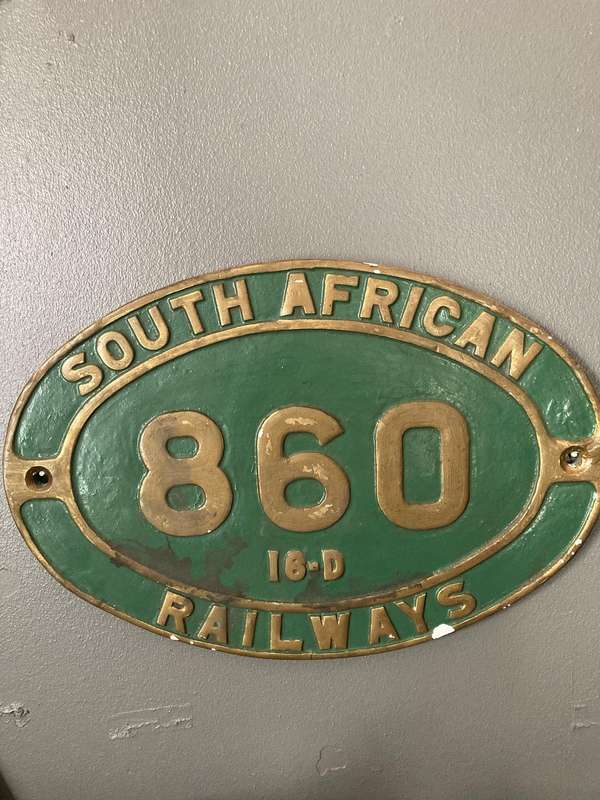 SOUTH AFRICAN
860
16-D
RAILWAYS